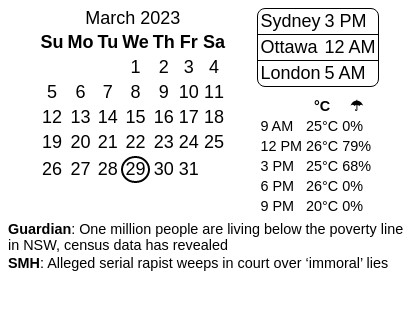 March 2023
Su Mo Tu We Th Fr Sa
1 2 3 4
5 6 7 8 9 10 11
12 13 14 15 16 17 18
19 20 21 22 23 24 25
26 27 28 29 30 31
Sydney 3 PM
Ottawa 12 AM
London 5 AM
°C ☂
9 AM 25°C 0%
12 PM 26°C 79%
3 PM 25°C 68%
6 PM 26°C 0%
9 PM 20°C 0%
Guardian: One million people are living below the poverty line
in NSW, census data has revealed
SMH: Alleged serial rapist weeps in court over ‘immoral’ lies